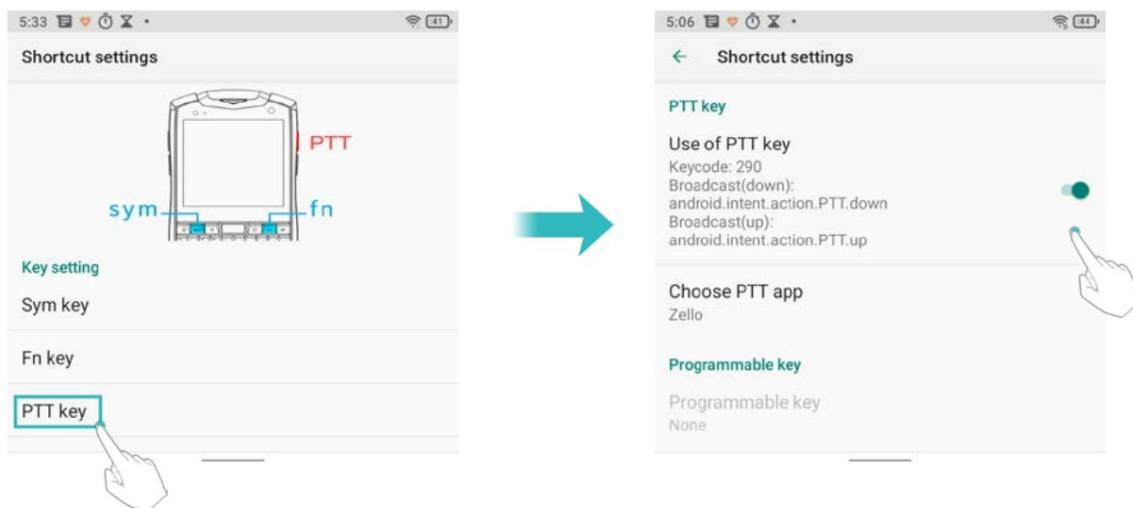 5:33
41
Shortcut settings
PTT
sym
fn
Key setting
Sym key
Fn key
PTT key
5:06
44
Shortcut settings
PTT key
Use of PTT key
Keycode: 290
Broadcast(down):
android.intent.action.PTT.down
Broadcast(up):
android.intent.action.PTT.up
Choose PTT app
Zello
Programmable key
Programmable key
None